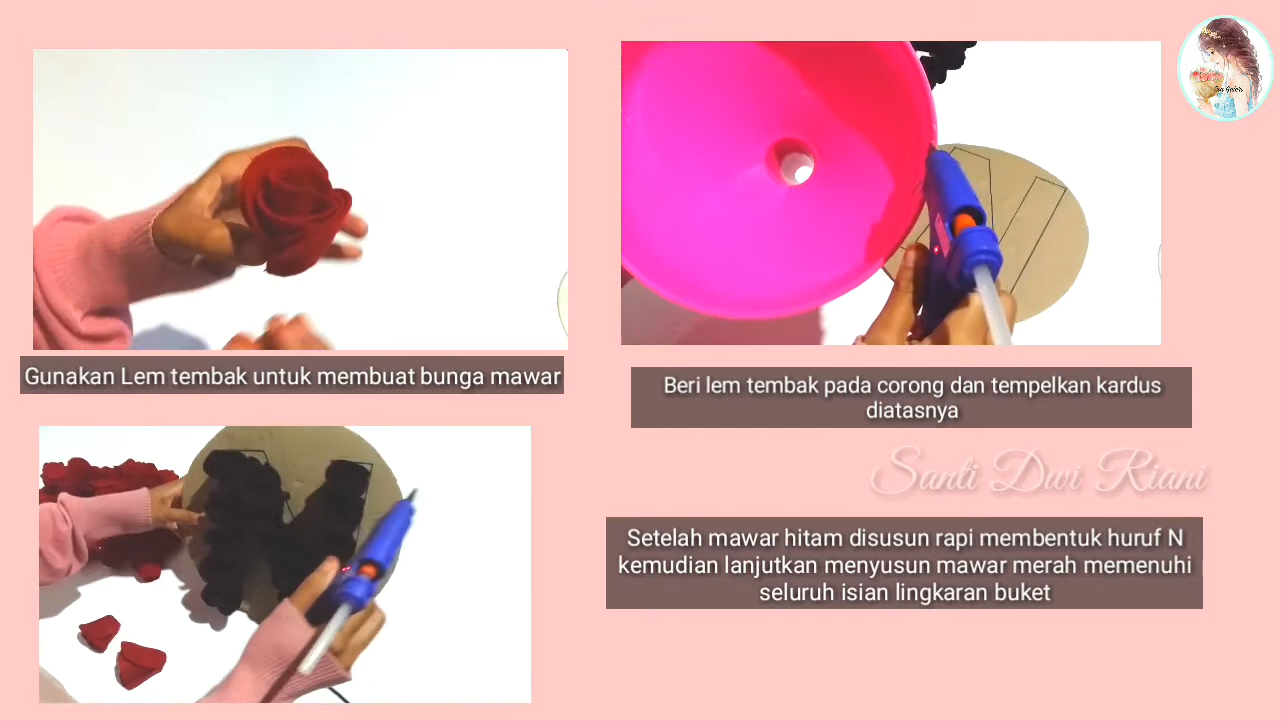 Gunakan Lem tembak untuk membuat bunga mawar
Beri lem tembak pada corong dan tempelkan kardus
diatasnya
Santi Dwi Riani
Setelah mawar hitam disusun rapi membentuk huruf N
kemudian lanjutkan menyusun mawar merah memenuhi
seluruh isian lingkaran buket